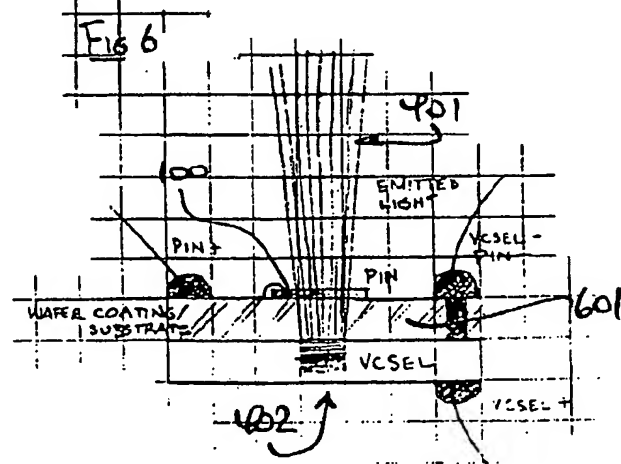 FIG 6
401
100
EMITTED
LIGHT
PIN +
VCSEL -
PIN
PIN
WAFER COATING/
SUBSTRATE
601
VCSEL
VCSEL +
402